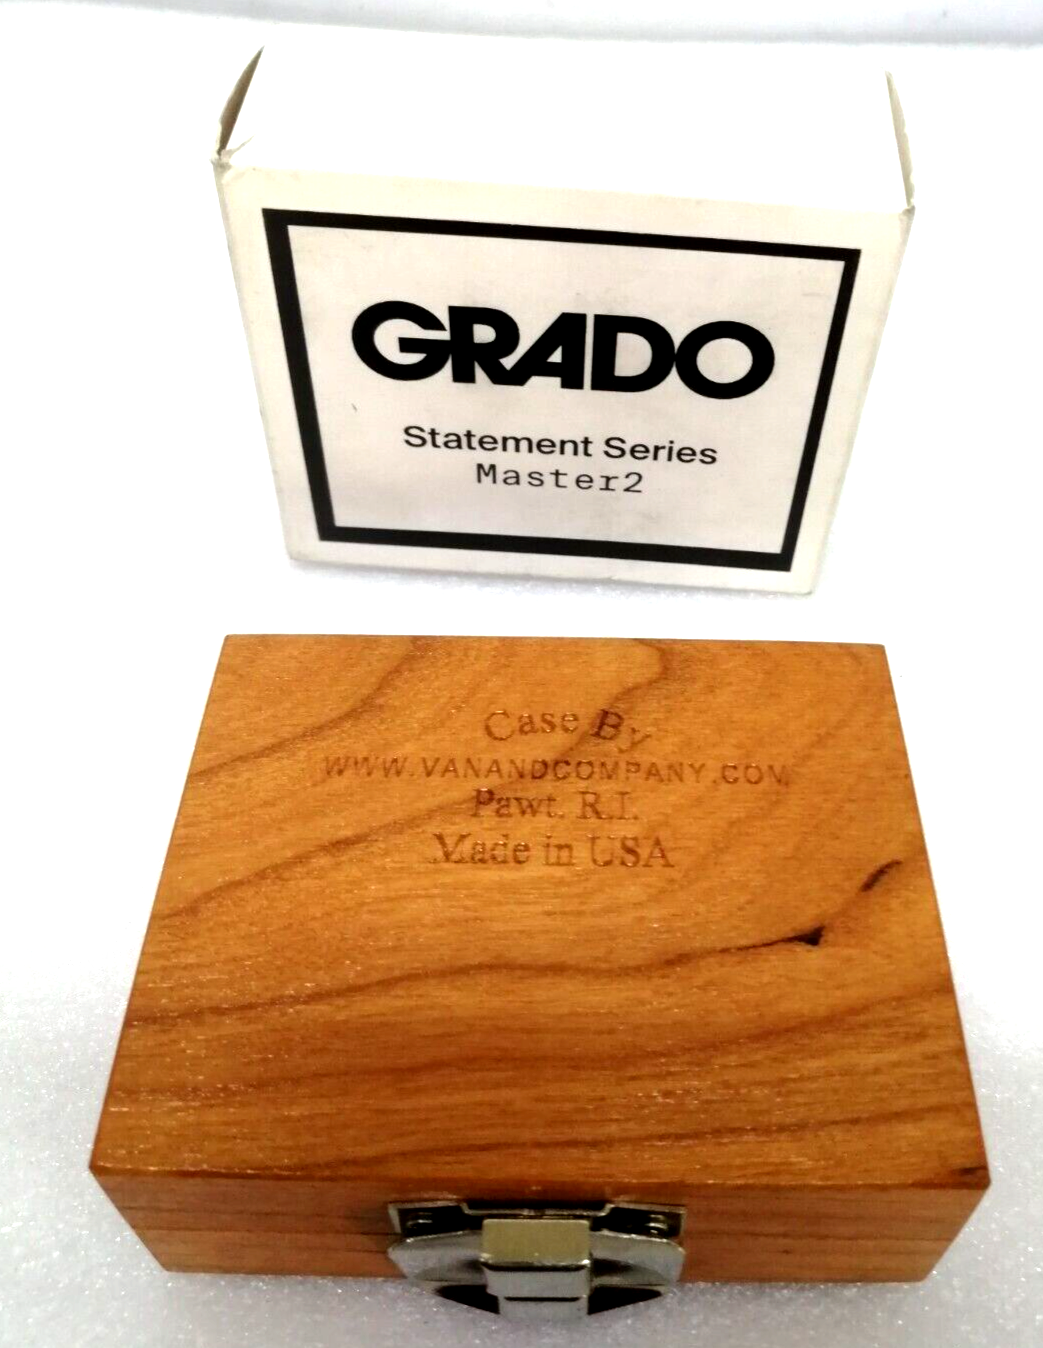 GRADO
Statement Series
Master2
Case By
WWW.VANANDCOMPANY.COM
Pawt. R.I.
Made in USA